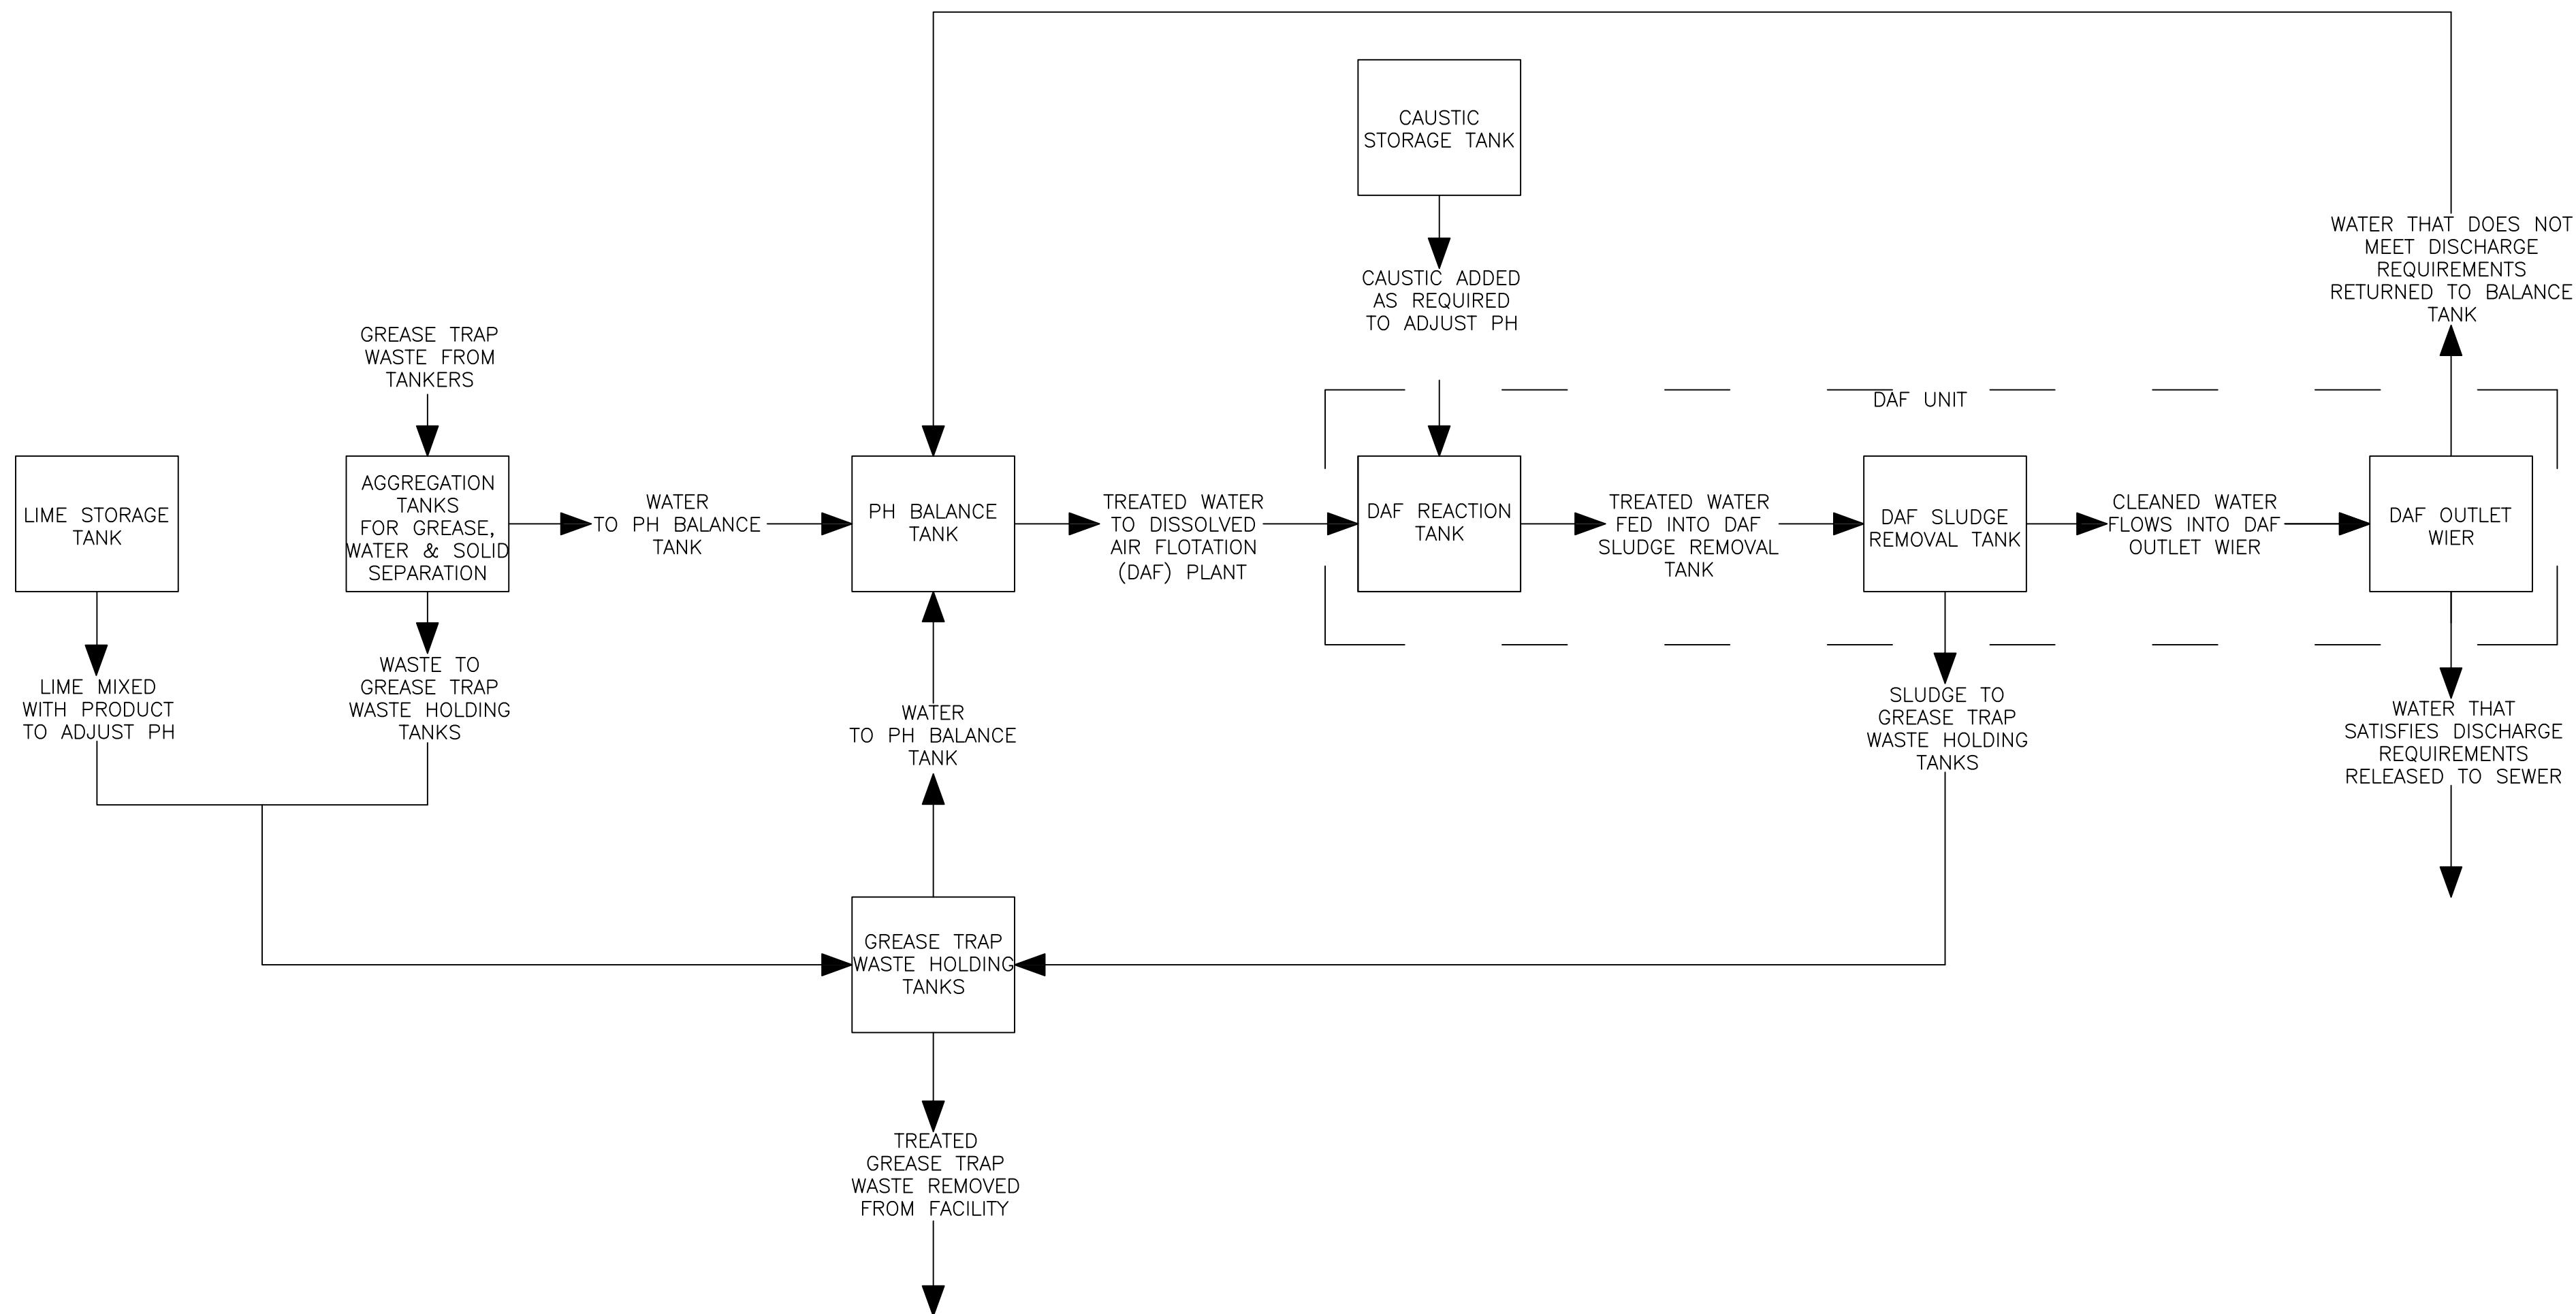 CAUSTIC
STORAGE TANK
WATER THAT DOES NOT
MEET DISCHARGE
REQUIREMENTS
RETURNED TO BALANCE
TANK
CAUSTIC ADDED
AS REQUIRED
TO ADJUST PH
GREASE TRAP
WASTE FROM
TANKERS
DAF UNIT
LIME STORAGE
TANK
AGGREGATION
TANKS
FOR GREASE,
WATER & SOLID
SEPARATION
WATER
TO PH BALANCE
TANK
PH BALANCE
TANK
TREATED WATER
TO DISSOLVED
AIR FLOTATION
(DAF) PLANT
DAF REACTION
TANK
TREATED WATER
FED INTO DAF
SLUDGE REMOVAL
TANK
DAF SLUDGE
REMOVAL TANK
CLEANED WATER
FLOWS INTO DAF
OUTLET WIER
DAF OUTLET
WIER
LIME MIXED
WITH PRODUCT
TO ADJUST PH
WASTE TO
GREASE TRAP
WASTE HOLDING
TANKS
WATER
TO PH BALANCE
TANK
SLUDGE TO
GREASE TRAP
WASTE HOLDING
TANKS
WATER THAT
SATISFIES DISCHARGE
REQUIREMENTS
RELEASED TO SEWER
GREASE TRAP
WASTE HOLDING
TANKS
TREATED
GREASE TRAP
WASTE REMOVED
FROM FACILITY